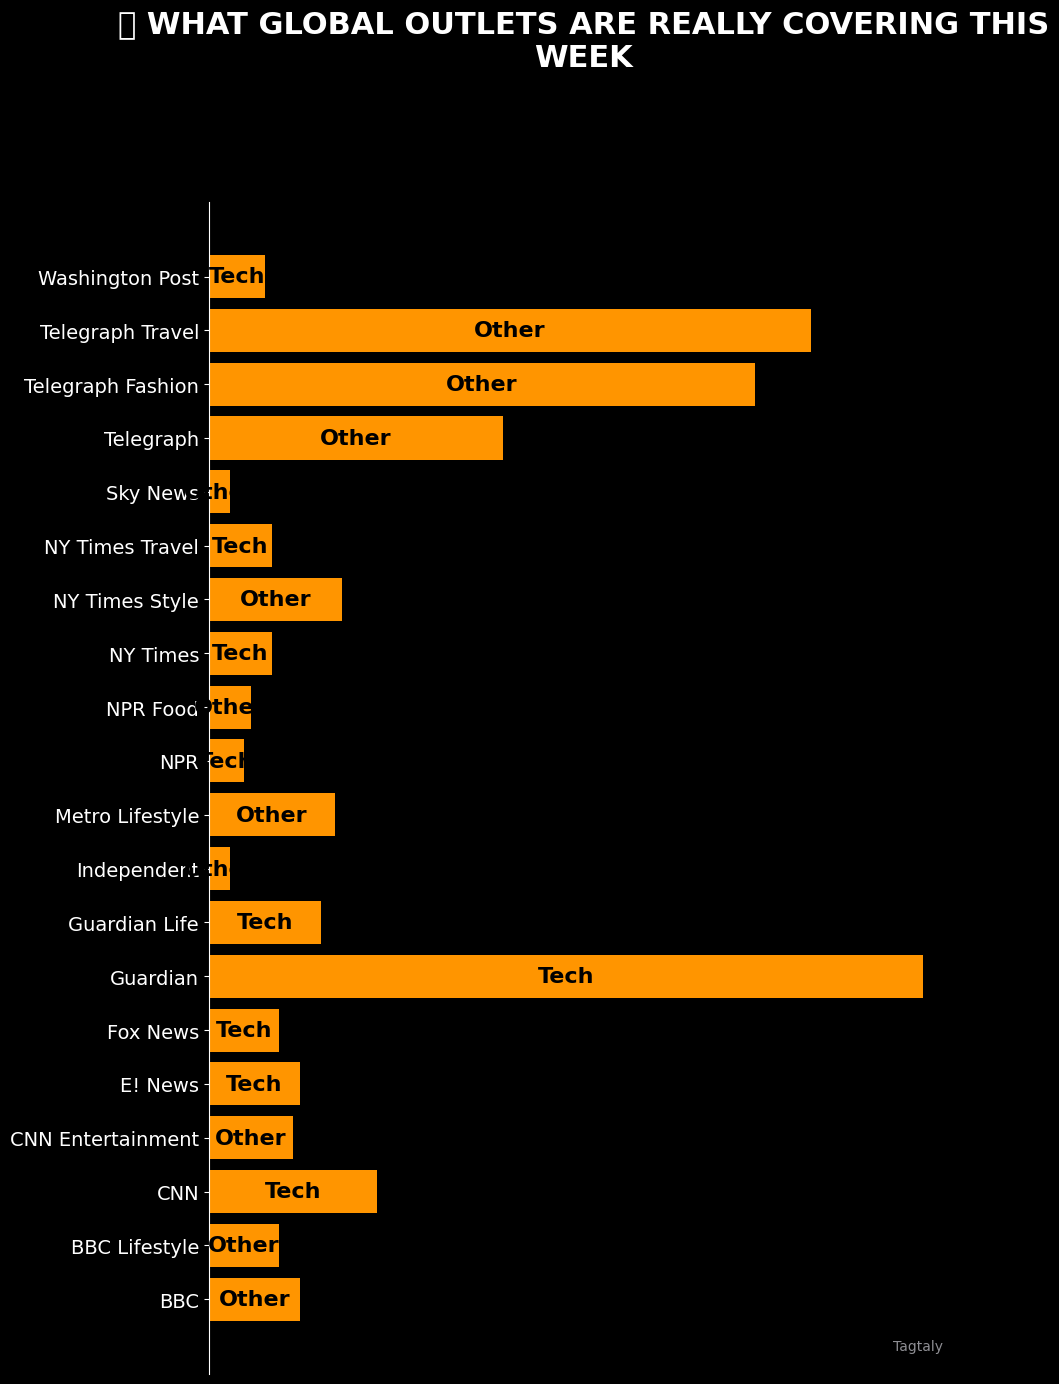 WHAT GLOBAL OUTLETS ARE REALLY COVERING THIS
WEEK
Washington Post Tech
Telegraph Travel Other
Telegraph Fashion Other
Telegraph Other
Sky News
NY Times Travel Tech
NY Times Style Other
NY Times Tech
NPR Food Other
NPR Tech
Metro Lifestyle Other
Independent
Guardian Life Tech
Guardian Tech
Fox News Tech
E! News Tech
CNN Entertainment Other
CNN Tech
BBC Lifestyle Other
BBC Other
Tagtaly